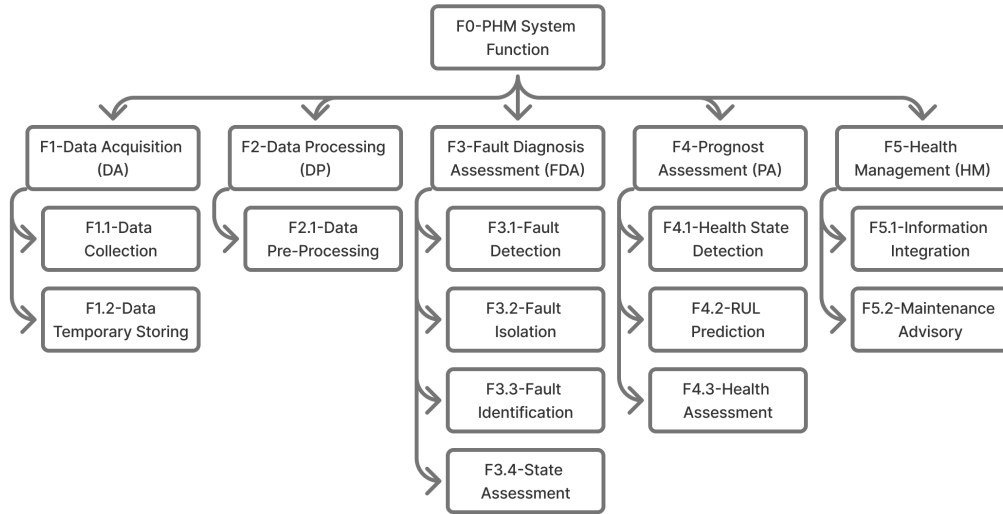 F0-PHM System
Function
F1-Data Acquisition
(DA)
F2-Data Processing
(DP)
F3-Fault Diagnosis
Assessment (FDA)
F4-Prognost
Assessment (PA)
F5-Health
Management (HM)
F1.1-Data
Collection
F2.1-Data
Pre-Processing
F3.1-Fault
Detection
F4.1-Health State
Detection
F5.1-Information
Integration
F1.2-Data
Temporary Storing
F3.2-Fault
Isolation
F4.2-RUL
Prediction
F5.2-Maintenance
Advisory
F3.3-Fault
Identification
F4.3-Health
Assessment
F3.4-State
Assessment